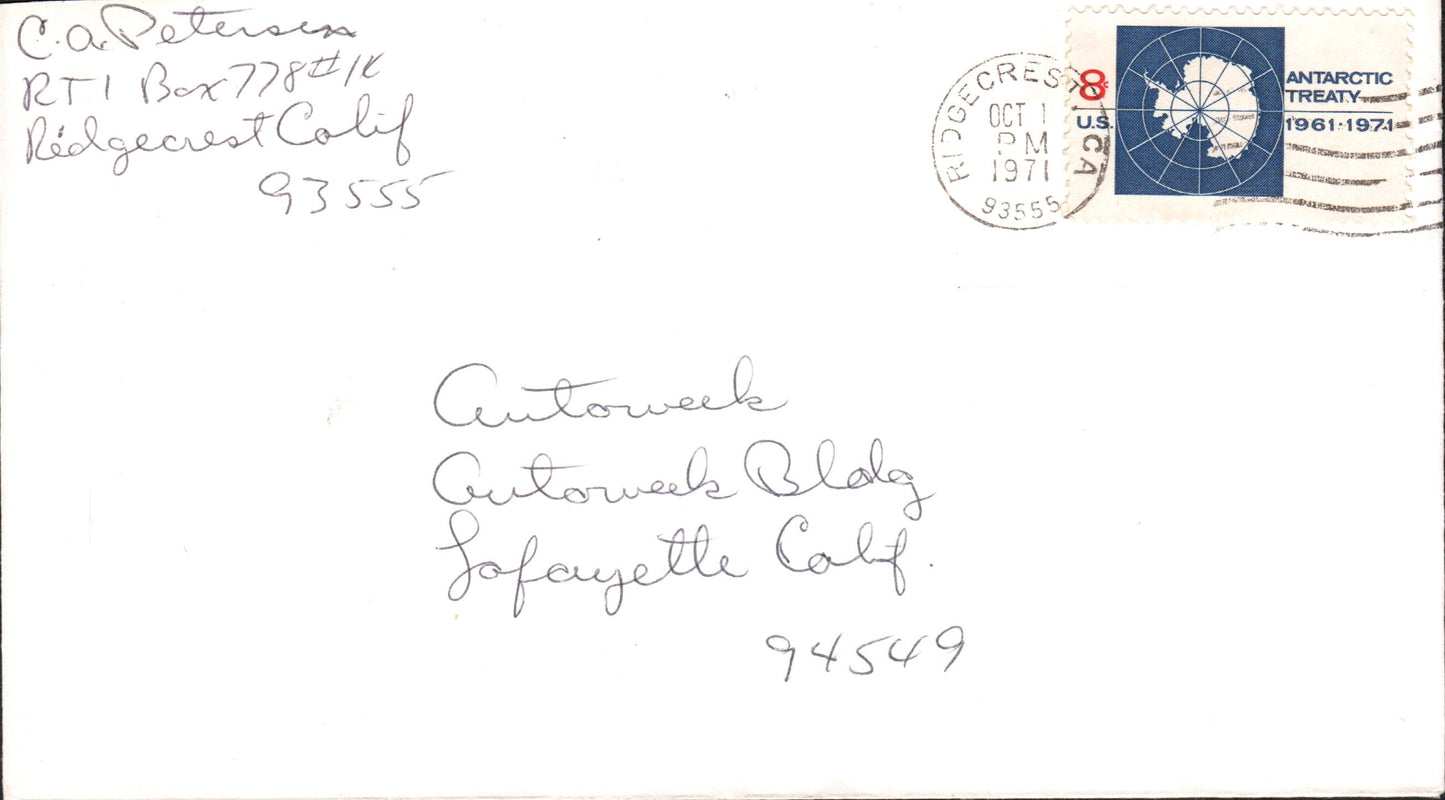 C. A. Petersen
RT 1 Box 778 # 1K
Ridgecrest Calif
93555
RIDGECREST, CA
OCT 1
PM
1971
93555
8¢
U.S.
ANTARCTIC
TREATY
1961·1971
Autoweek
Autoweek Bldg
Lafayette Calif.
94549